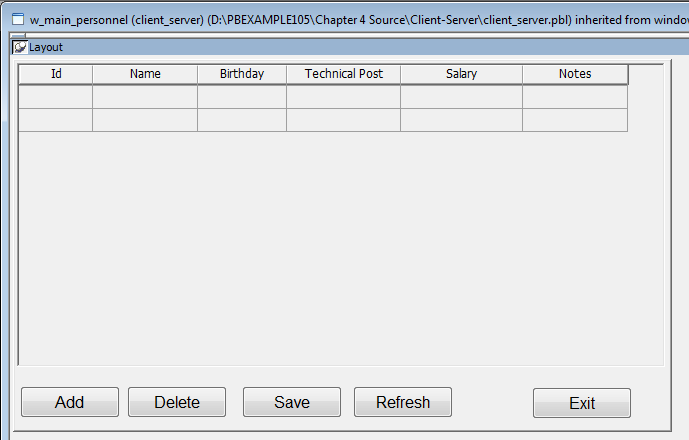 w_main_personnel (client_server) (D:\PBEXAMPLE105\Chapter 4 Source\Client-Server\client_server.pbl) inherited from window
Layout
Id Name Birthday Technical Post Salary Notes
Add Delete Save Refresh Exit